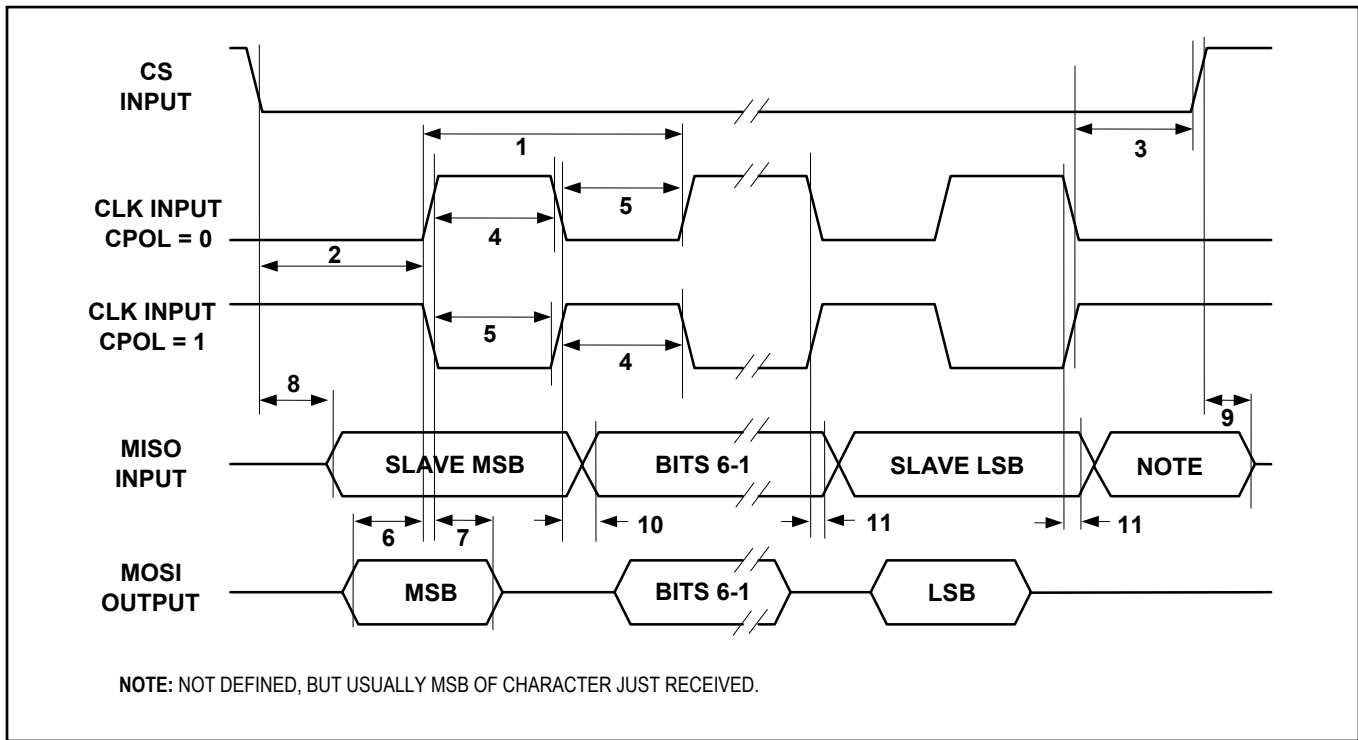 CS
INPUT
1
3
CLK INPUT
CPOL = 0
5
4
2
CLK INPUT
CPOL = 1
5
4
8
9
MISO
INPUT
SLAVE MSB
BITS 6-1
SLAVE LSB
NOTE
6
7
10
11
11
MOSI
OUTPUT
MSB
BITS 6-1
LSB
NOTE: NOT DEFINED, BUT USUALLY MSB OF CHARACTER JUST RECEIVED.